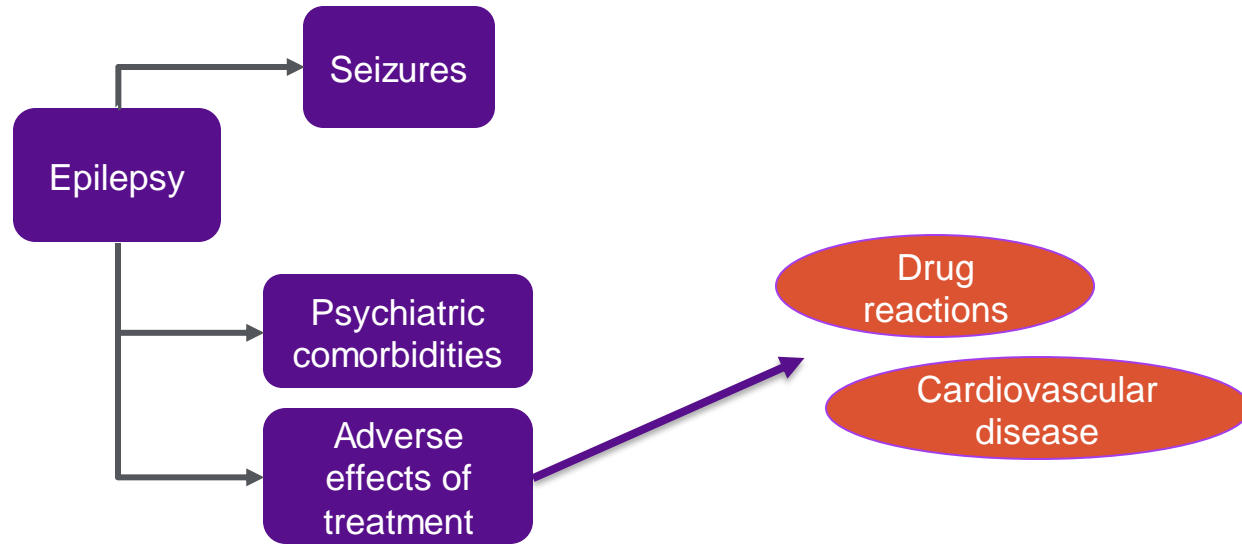 Seizures
Epilepsy
Psychiatric
comorbidities
Adverse
effects of
treatment
Drug
reactions
Cardiovascular
disease